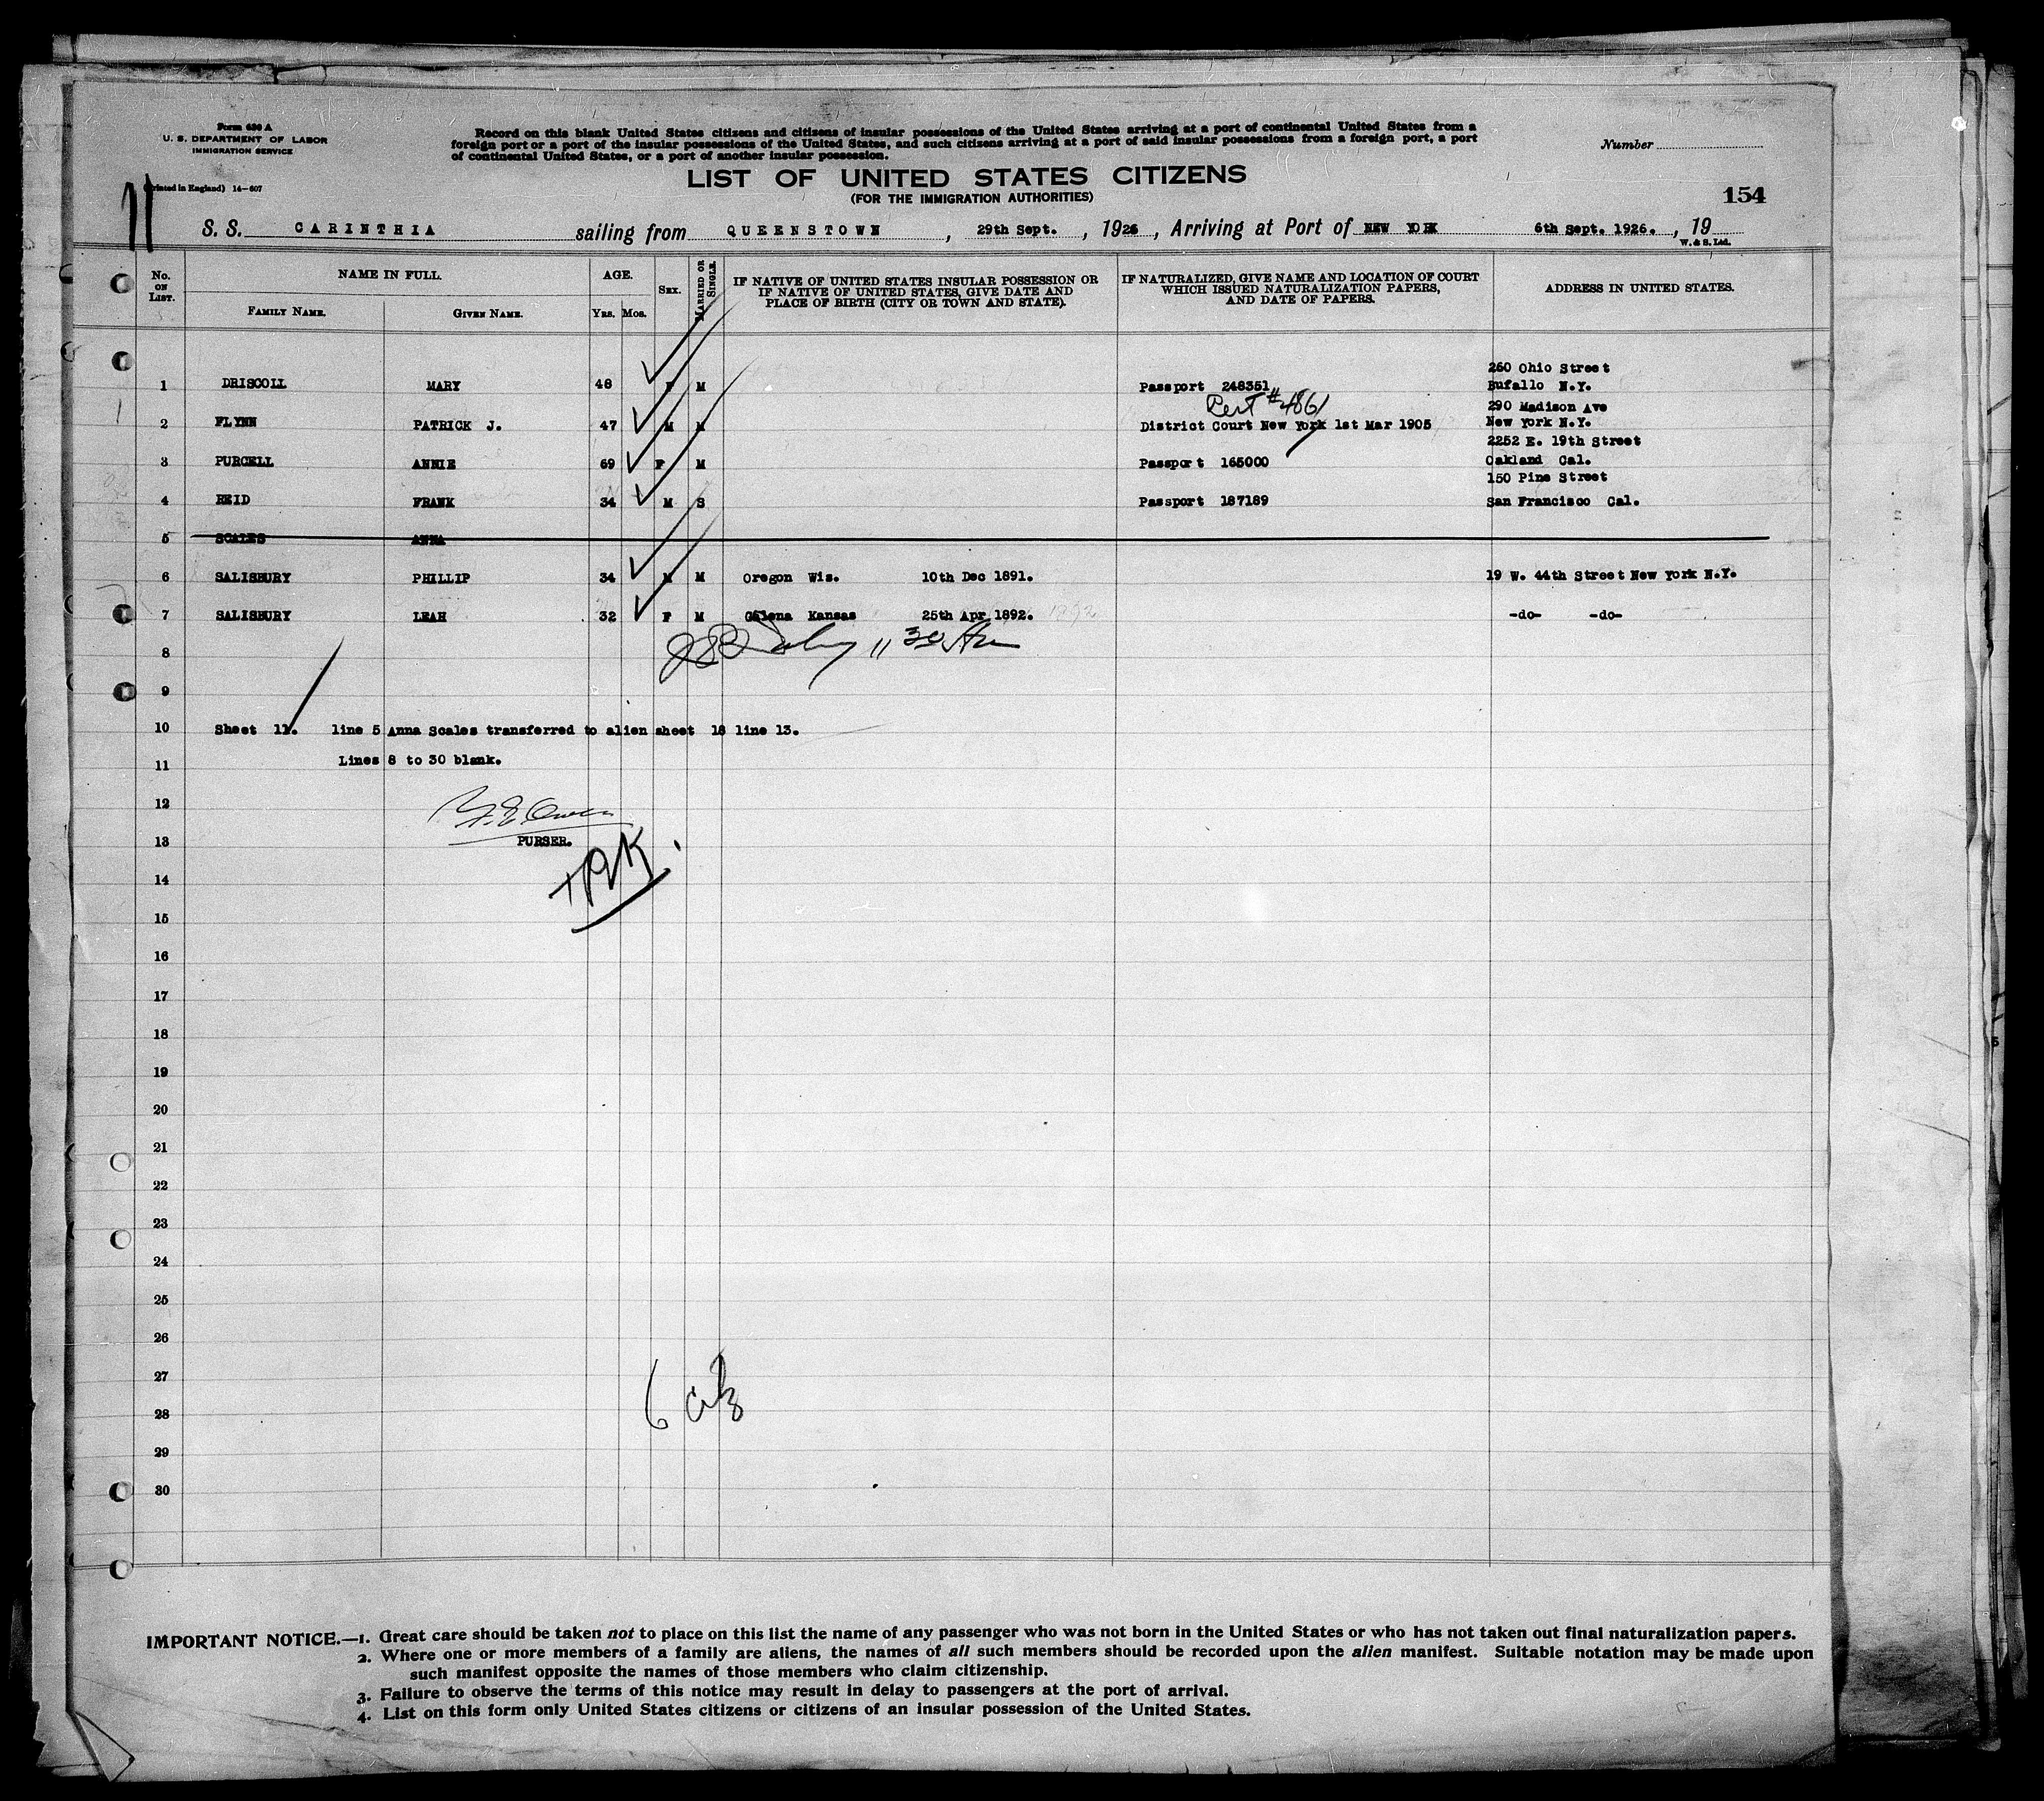 Form 630 A
U. S. DEPARTMENT OF LABOR
IMMIGRATION SERVICE
(Printed in England) 14—607
Record on this blank United States citizens and citizens of insular possessions of the United States arriving at a port of continental United States from a
foreign port or a port of the insular possessions of the United States, and such citizens arriving at a port of said insular possessions from a foreign port, a port
of continental United States, or a port of another insular possession.
Number
LIST OF UNITED STATES CITIZENS
(FOR THE IMMIGRATION AUTHORITIES)
154
11
S. S. CARINTHIA sailing from QUEENSTOWN, 29th Sept., 1926, Arriving at Port of NEW YORK 6th Sept. 1926., 19
W. & S. Ltd.
No. ON LIST. NAME IN FULL. AGE. SEX. MARRIED OR SINGLE. IF NATIVE OF UNITED STATES INSULAR POSSESSION OR IF NATIVE OF UNITED STATES, GIVE DATE AND PLACE OF BIRTH (CITY OR TOWN AND STATE). IF NATURALIZED, GIVE NAME AND LOCATION OF COURT WHICH ISSUED NATURALIZATION PAPERS, AND DATE OF PAPERS. ADDRESS IN UNITED STATES.
FAMILY NAME. GIVEN NAME. YRS. MOS.
260 Ohio Street
1 DRISCOLL MARY 48 F M Passport 248351 Bufallo N.Y.
#4861
290 Madison Ave
2 FLYNN PATRICK J. 47 M M District Court New York 1st Mar 1905 New York N.Y.
2252 E. 19th Street
3 PURCELL ANNIE 69 F M Passport 165000 Oakland Cal.
150 Pine Street
4 REID FRANK 34 M S Passport 187189 San Francisco Cal.
5 SCALES ANNA
6 SALISBURY PHILLIP 34 M M Oregon Wis. 10th Dec 1891. 19 W. 44th Street New York N.Y.
7 SALISBURY LEAH 32 F M Galena Kansas 25th Apr 1892. 1892 -do- -do-
8
9
10 Sheet 11. line 5 Anna Scales transferred to alien sheet 18 line 13.
11 Lines 8 to 30 blank.
12
13 PURSER.
14
15
16
17
18
19
20
21
22
23
24
25
26
27
6 citz
28
29
30
IMPORTANT NOTICE.—1. Great care should be taken not to place on this list the name of any passenger who was not born in the United States or who has not taken out final naturalization papers.
2. Where one or more members of a family are aliens, the names of all such members should be recorded upon the alien manifest. Suitable notation may be made upon
such manifest opposite the names of those members who claim citizenship.
3. Failure to observe the terms of this notice may result in delay to passengers at the port of arrival.
4. List on this form only United States citizens or citizens of an insular possession of the United States.